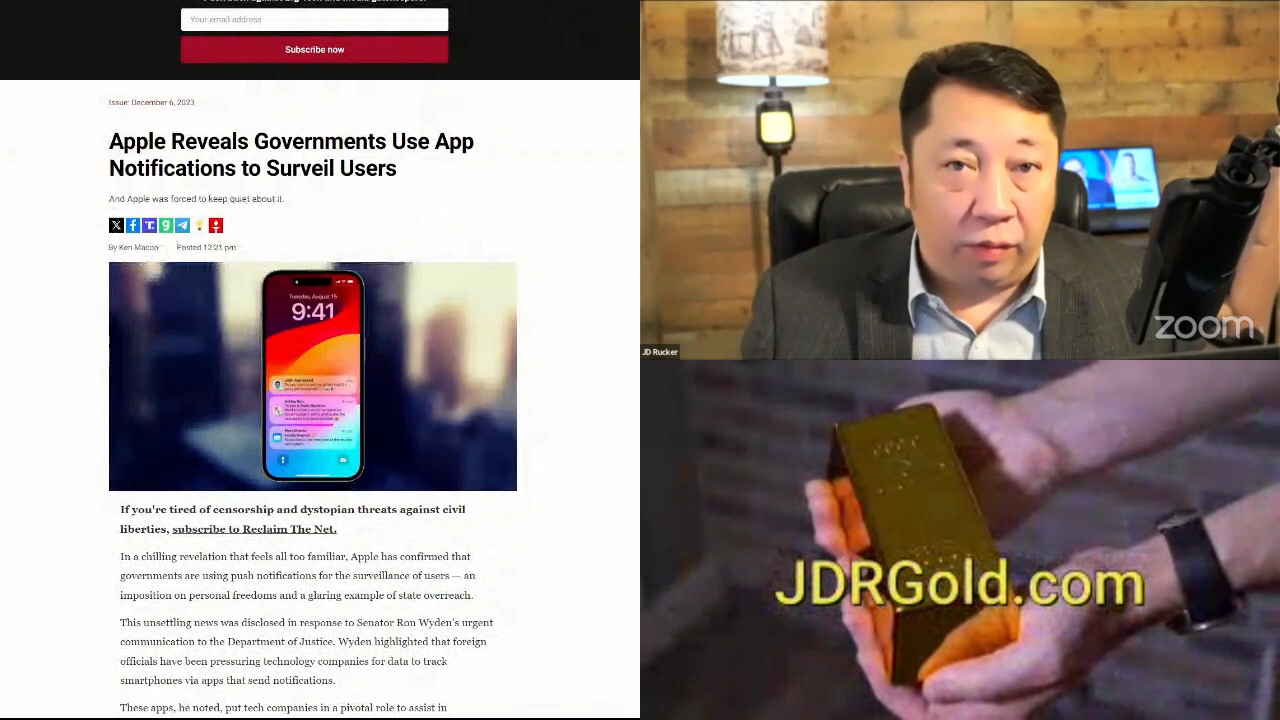 Your email address
Subscribe now
Issue: December 6, 2023
Apple Reveals Governments Use App
Notifications to Surveil Users
And Apple was forced to keep quiet about it.
By Ken Macon Posted 12:21 pm
Tuesday, August 15
9:41
If you're tired of censorship and dystopian threats against civil
liberties, subscribe to Reclaim The Net.
In a chilling revelation that feels all too familiar, Apple has confirmed that
governments are using push notifications for the surveillance of users — an
imposition on personal freedoms and a glaring example of state overreach.
This unsettling news was disclosed in response to Senator Ron Wyden's urgent
communication to the Department of Justice. Wyden highlighted that foreign
officials have been pressuring technology companies for data to track
smartphones via apps that send notifications.
These apps, he noted, put tech companies in a pivotal role to assist in
JD Rucker
zoom
JDRGold.com